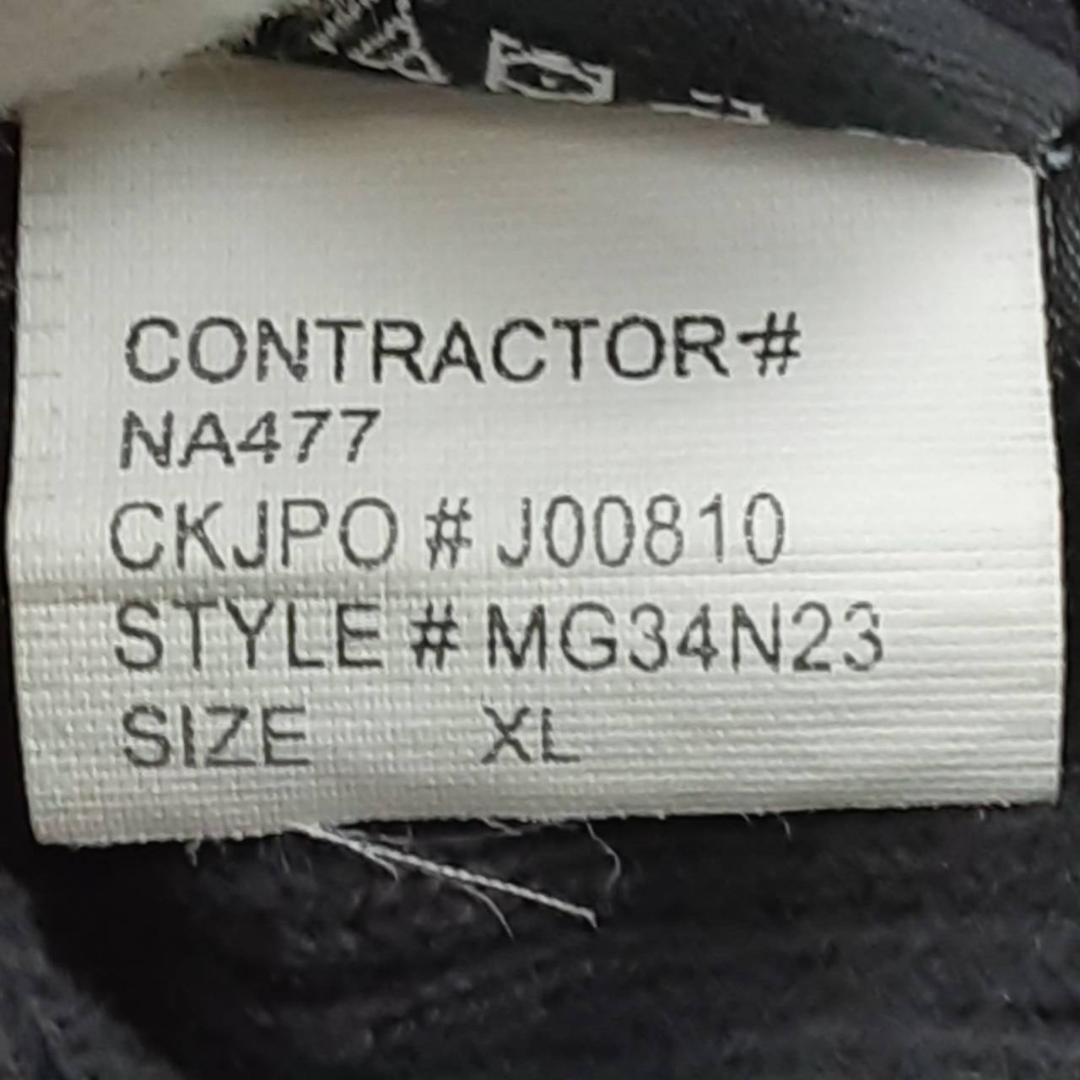 CONTRACTOR #
NA477
CKJPO # J00810
STYLE # MG34N23
SIZE XL